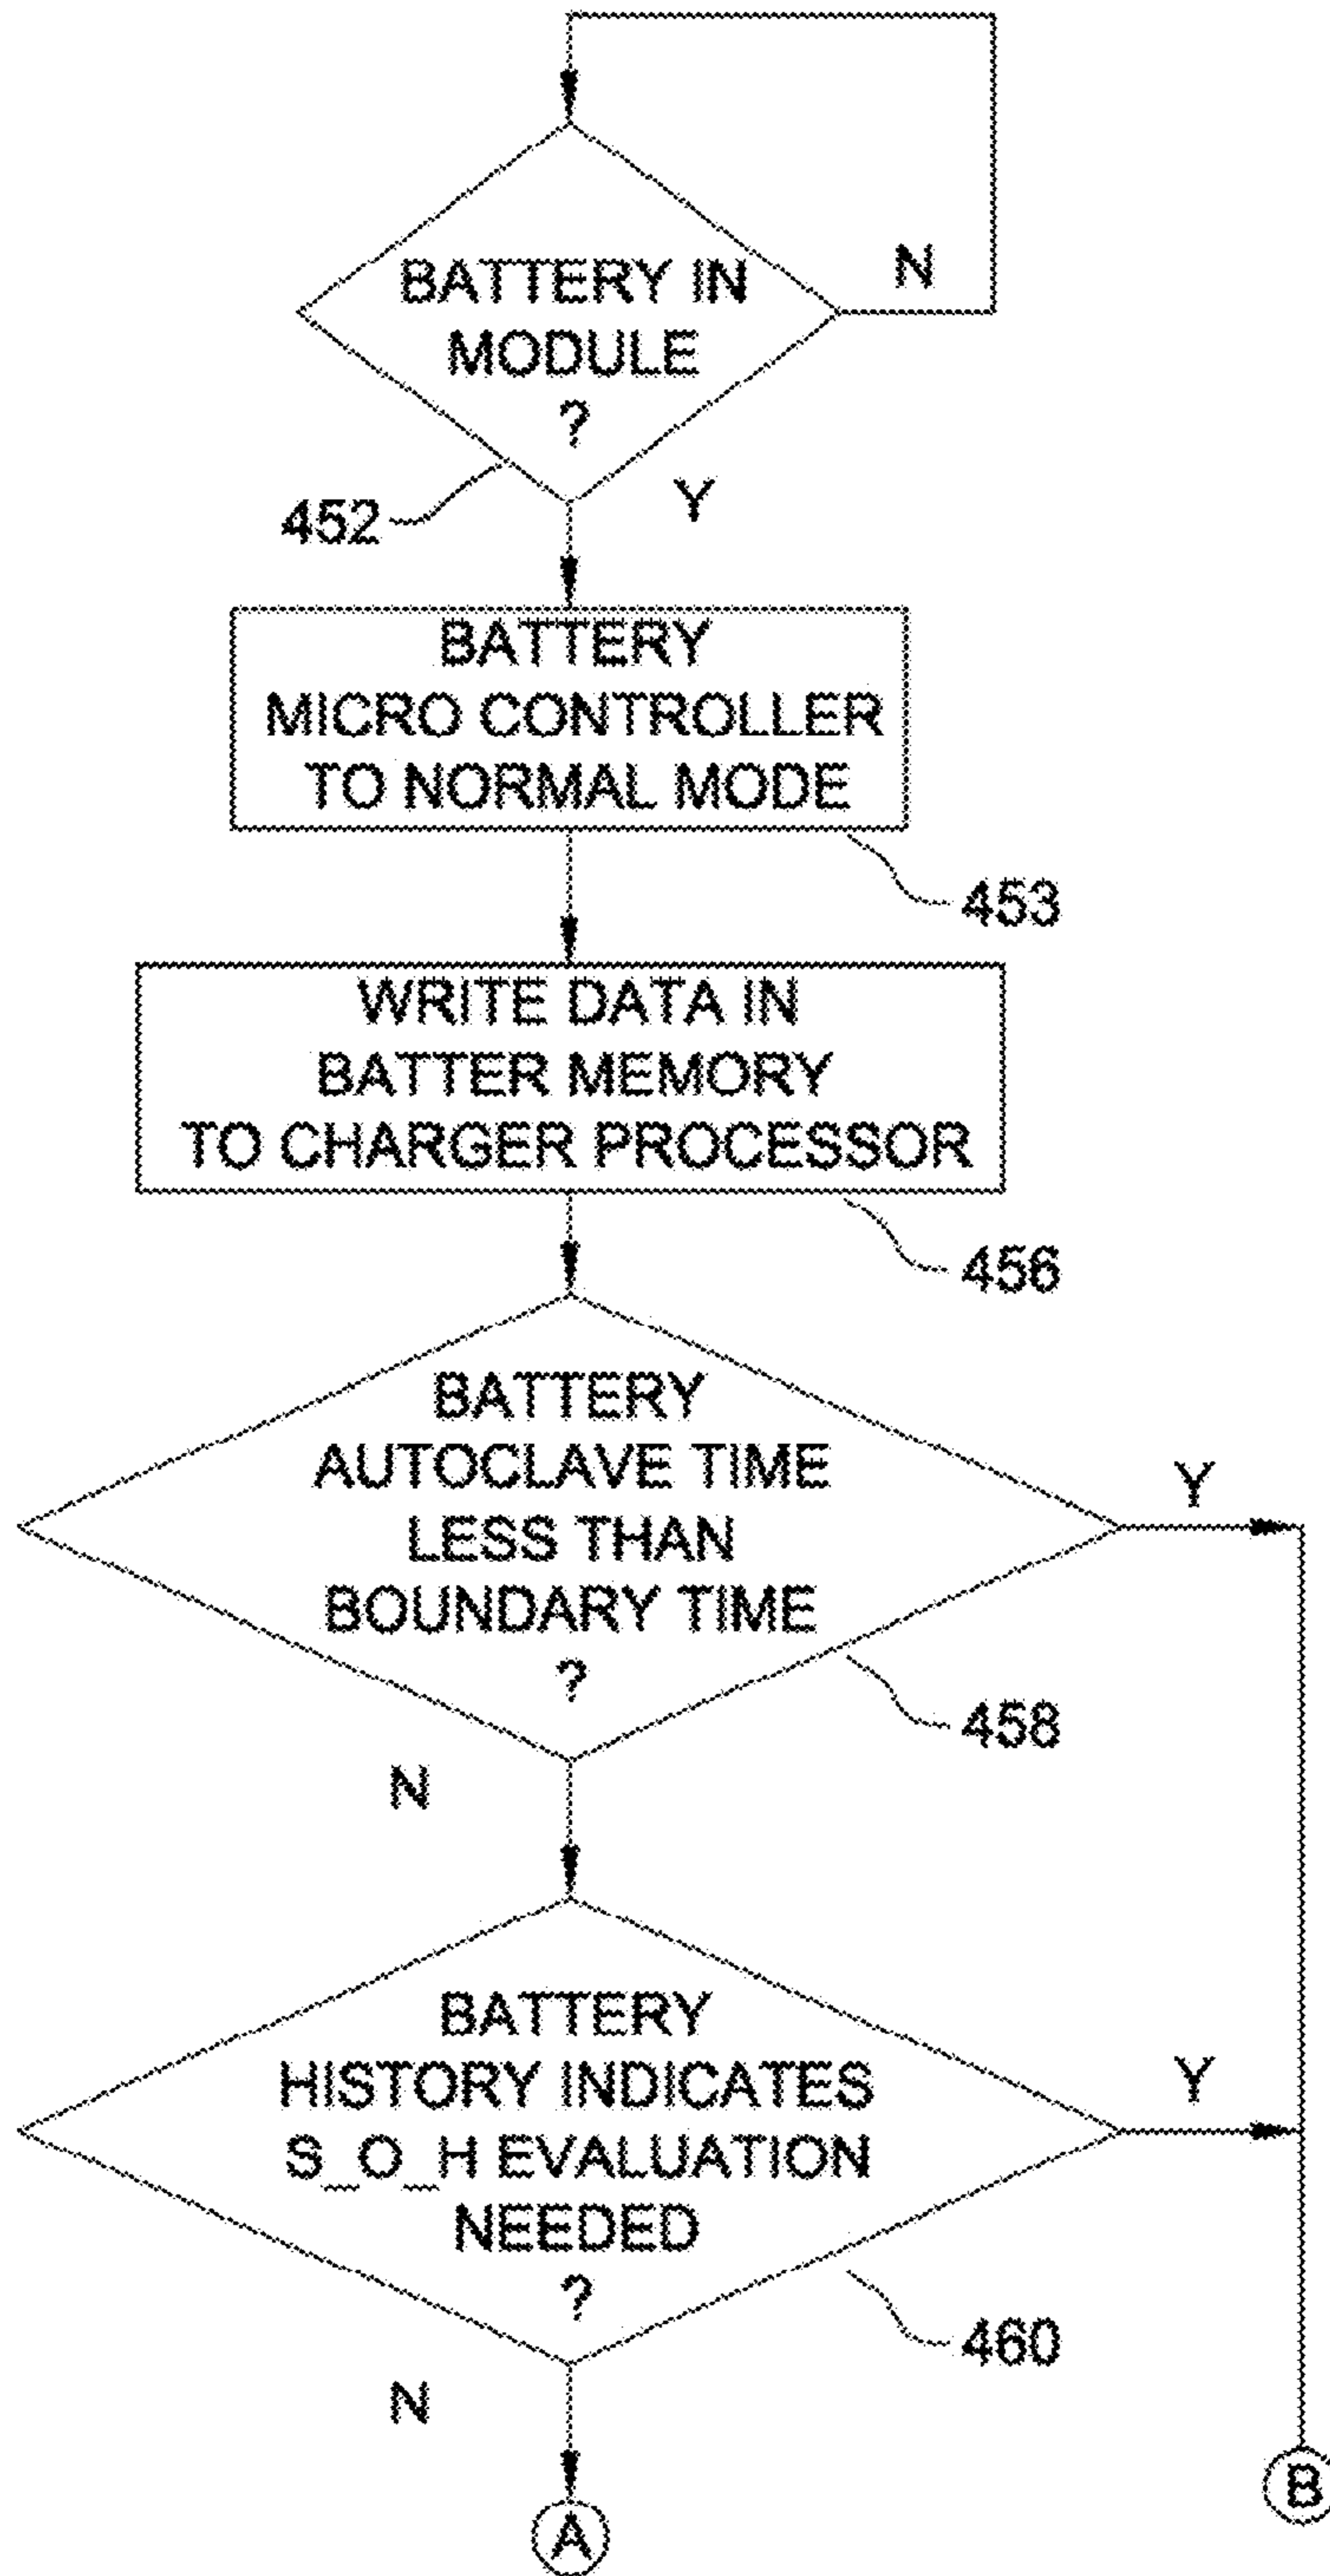 N
BATTERY IN
MODULE
?
452
Y
BATTERY
MICRO CONTROLLER
TO NORMAL MODE
453
WRITE DATA IN
BATTER MEMORY
TO CHARGER PROCESSOR
456
BATTERY
AUTOCLAVE TIME
LESS THAN
BOUNDARY TIME
?
Y
458
N
BATTERY
HISTORY INDICATES
S_O_H EVALUATION
NEEDED
?
Y
460
N
A
B